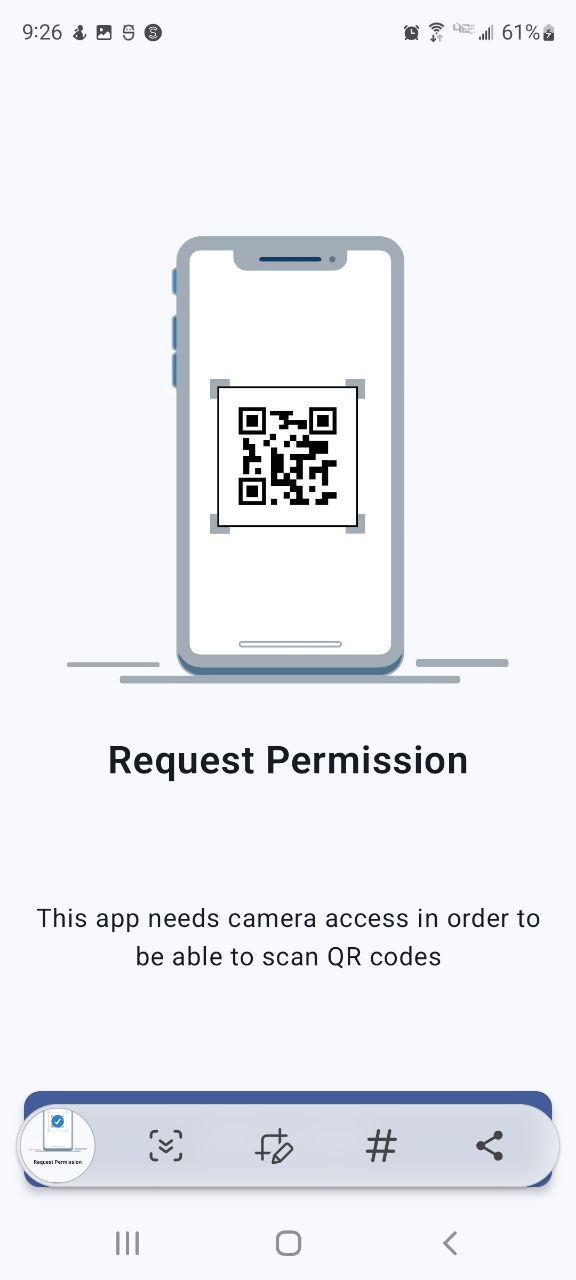 9:26
61%
Request Permission
This app needs camera access in order to
be able to scan QR codes
Request Permission